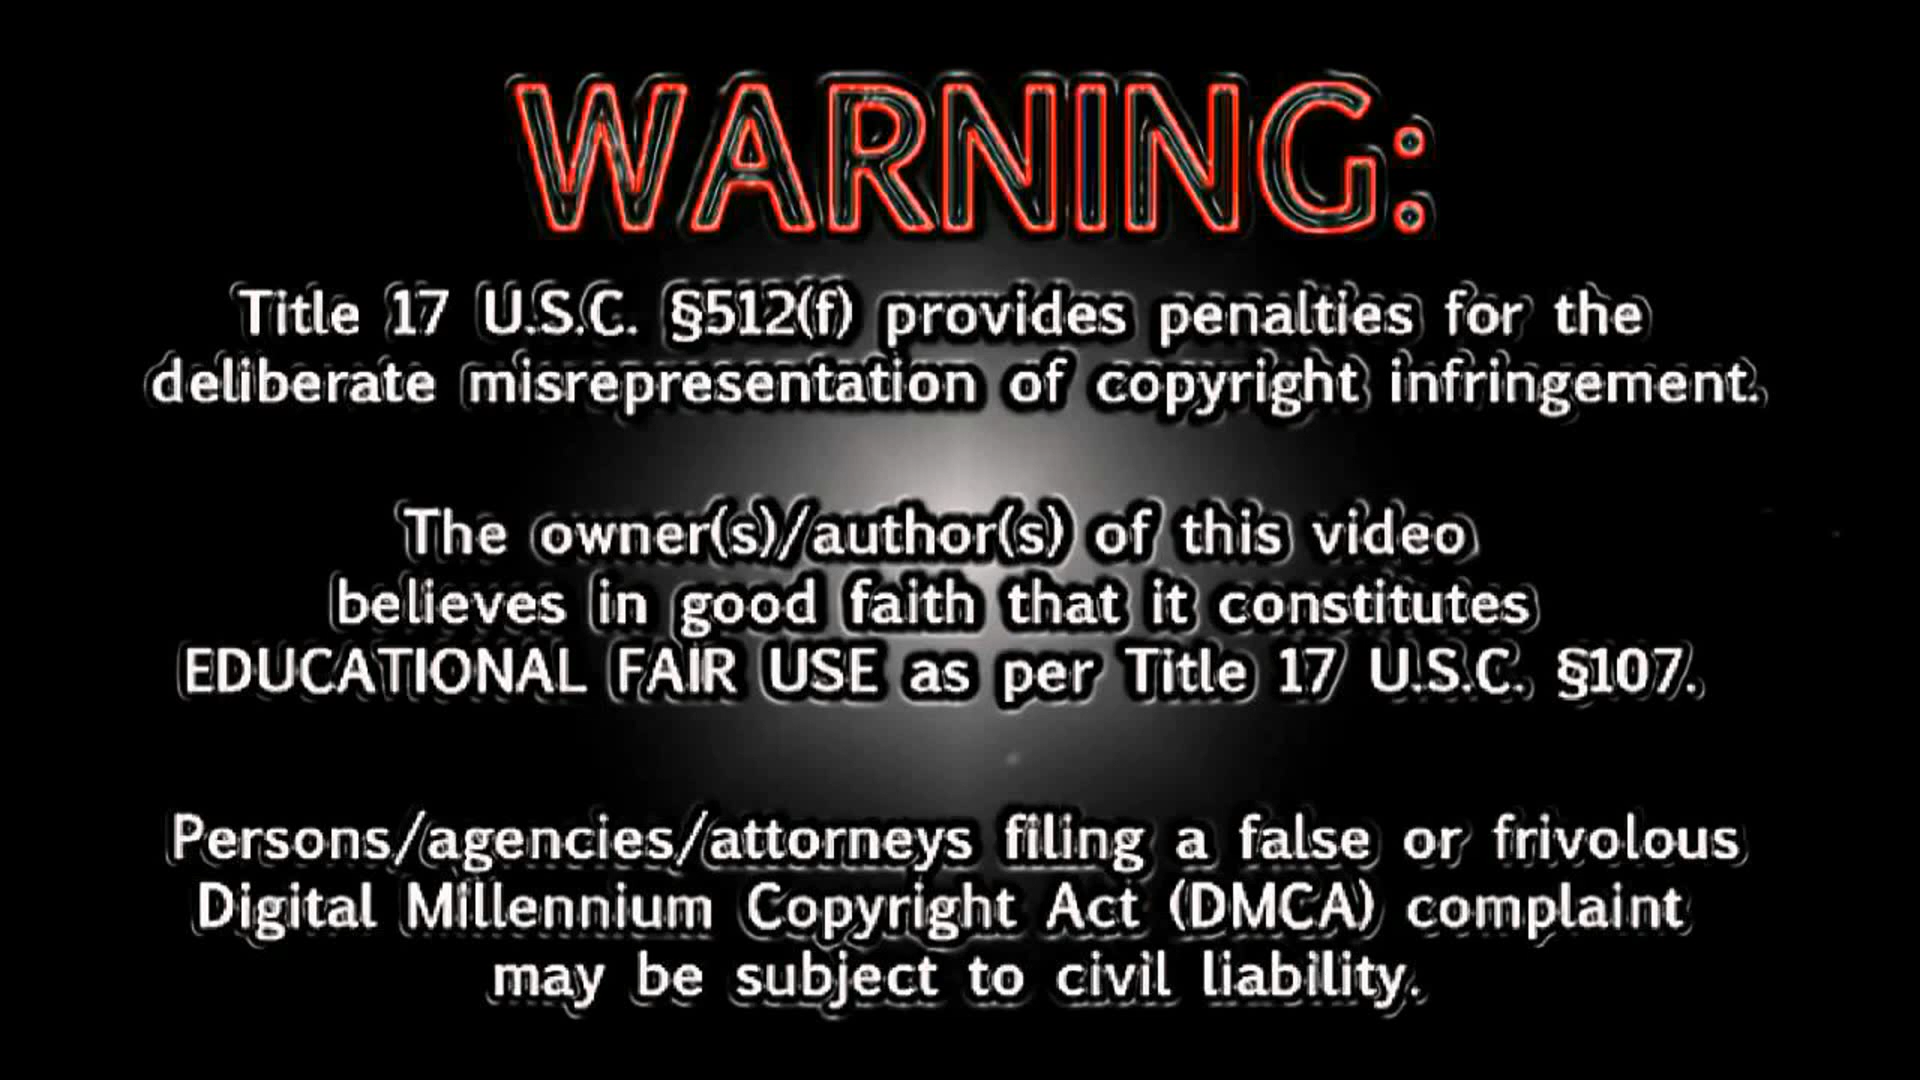 WARNING:
Title 17 U.S.C. §512(f) provides penalties for the
deliberate misrepresentation of copyright infringement.
The owner(s)/author(s) of this video
believes in good faith that it constitutes
EDUCATIONAL FAIR USE as per Title 17 U.S.C. §107.
Persons/agencies/attorneys filing a false or frivolous
Digital Millennium Copyright Act (DMCA) complaint
may be subject to civil liability.